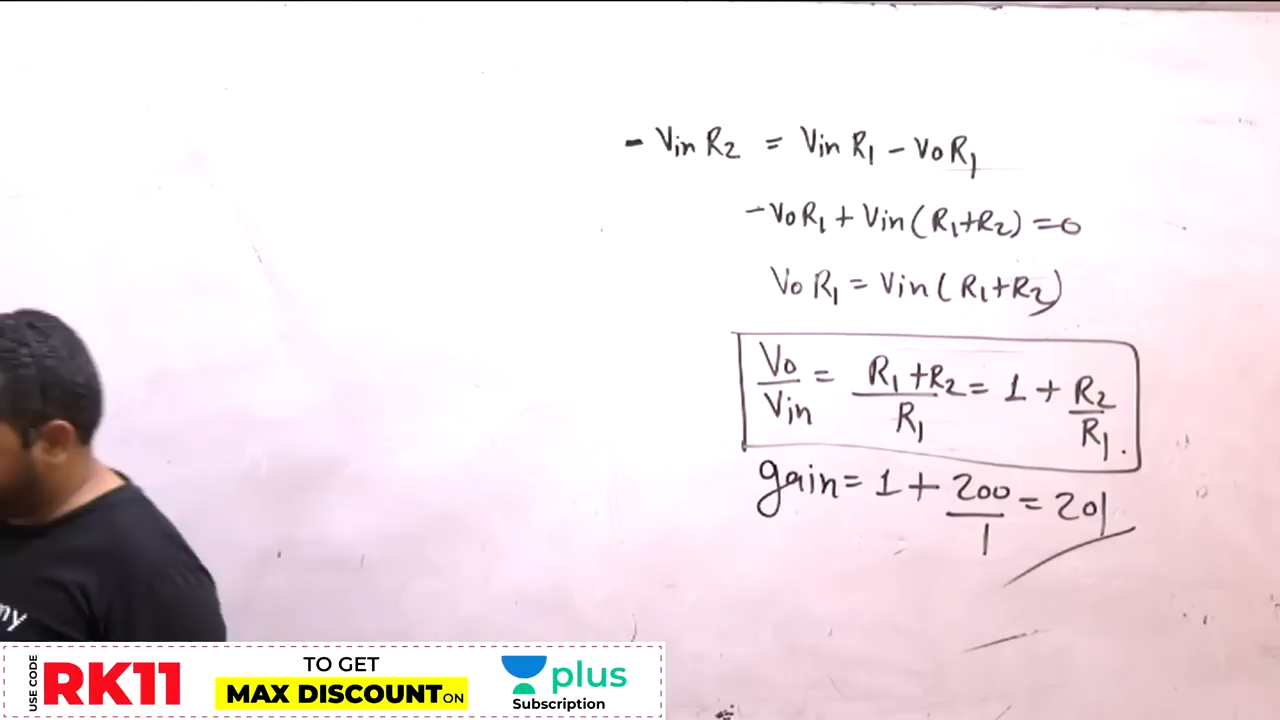 - Vin R2 = Vin R1 - Vo R1
-Vo R1 + Vin (R1+R2) = 0
Vo R1 = Vin ( R1+R2)
Vo/Vin = R1 + R2/R1 = 1 + R2/R1.
gain = 1 + 200/1 = 201
my
USE CODE
RK11
TO GET
MAX DISCOUNT ON
plus
Subscription